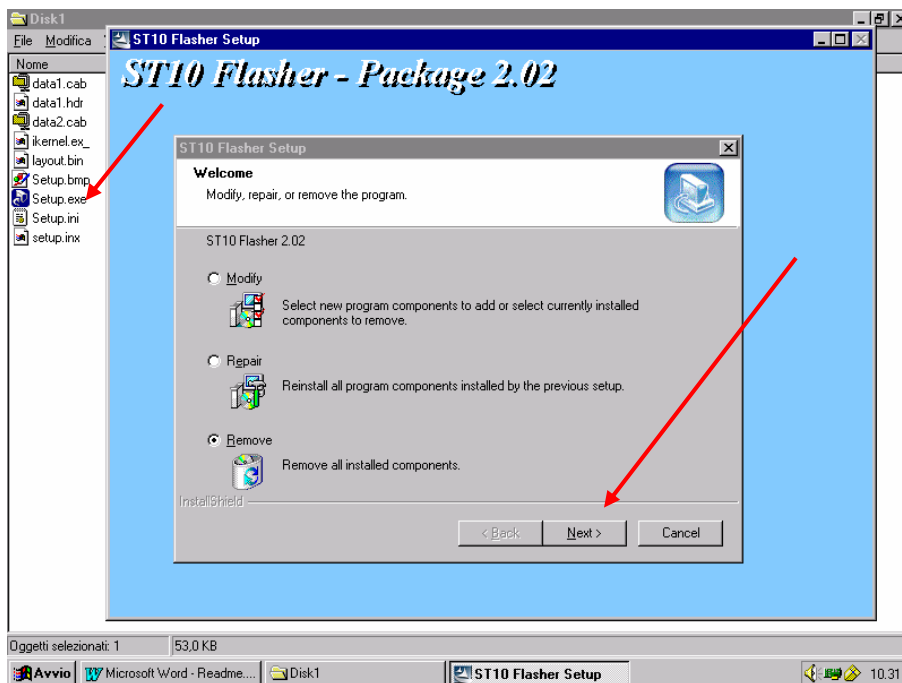 Disk1
File Modifica
ST10 Flasher Setup
Nome
data1.cab
data1.hdr
data2.cab
ikernel.ex_
layout.bin
Setup.bmp
Setup.exe
Setup.ini
setup.inx
ST10 Flasher - Package 2.02
ST10 Flasher Setup
Welcome
Modify, repair, or remove the program.
ST10 Flasher 2.02
Modify
Select new program components to add or select currently installed
components to remove.
Repair
Reinstall all program components installed by the previous setup.
Remove
Remove all installed components.
InstallShield
< Back
Next >
Cancel
Oggetti selezionati: 1
53,0 KB
Avvio
Microsoft Word - Readme....
Disk1
ST10 Flasher Setup
10.31